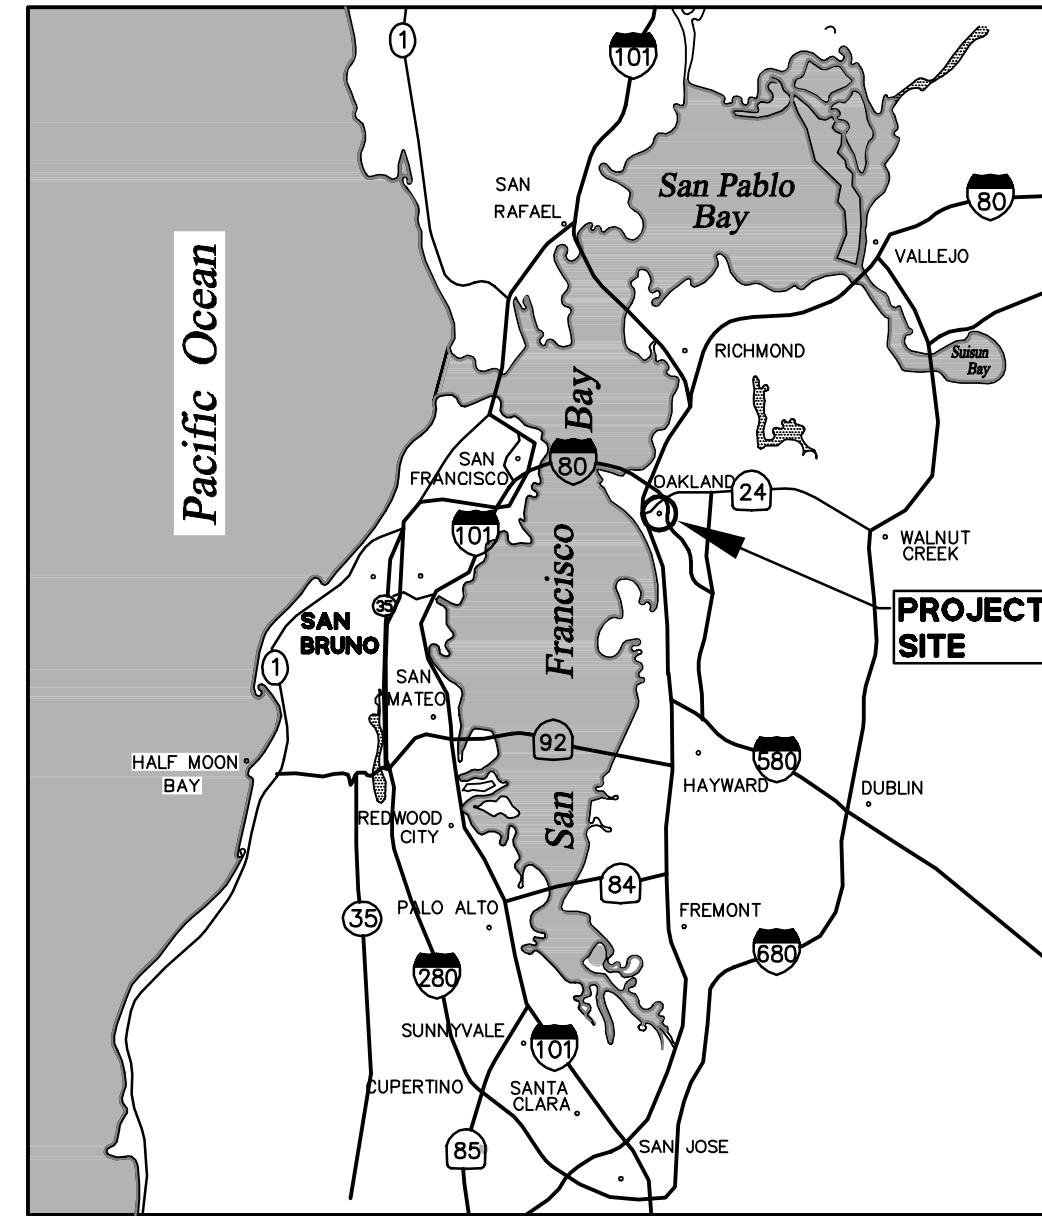 1
101
SAN
RAFAEL
San Pablo
Bay
80
VALLEJO
Suisun
Bay
RICHMOND
Pacific Ocean
San Francisco Bay
SAN
FRANCISCO
80
OAKLAND
24
101
WALNUT
CREEK
PROJECT
SITE
35
SAN
BRUNO
1
SAN
MATEO
92
HALF MOON
BAY
580
HAYWARD
DUBLIN
REDWOOD
CITY
84
35
PALO ALTO
FREMONT
680
280
SUNNYVALE
101
CUPERTINO
SANTA
CLARA
85
SAN JOSE